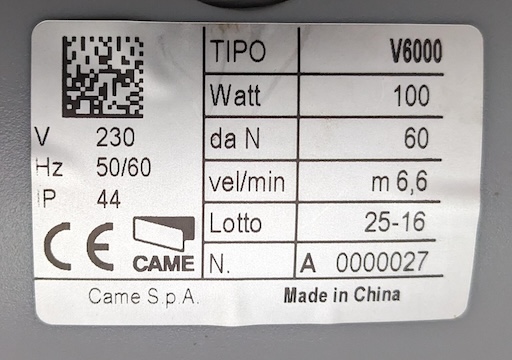 TIPO V6000
Watt 100
V 230
da N 60
Hz 50/60
vel/min m 6,6
IP 44
Lotto 25-16
CE CAME
N. A 0000027
Came S.p.A. Made in China